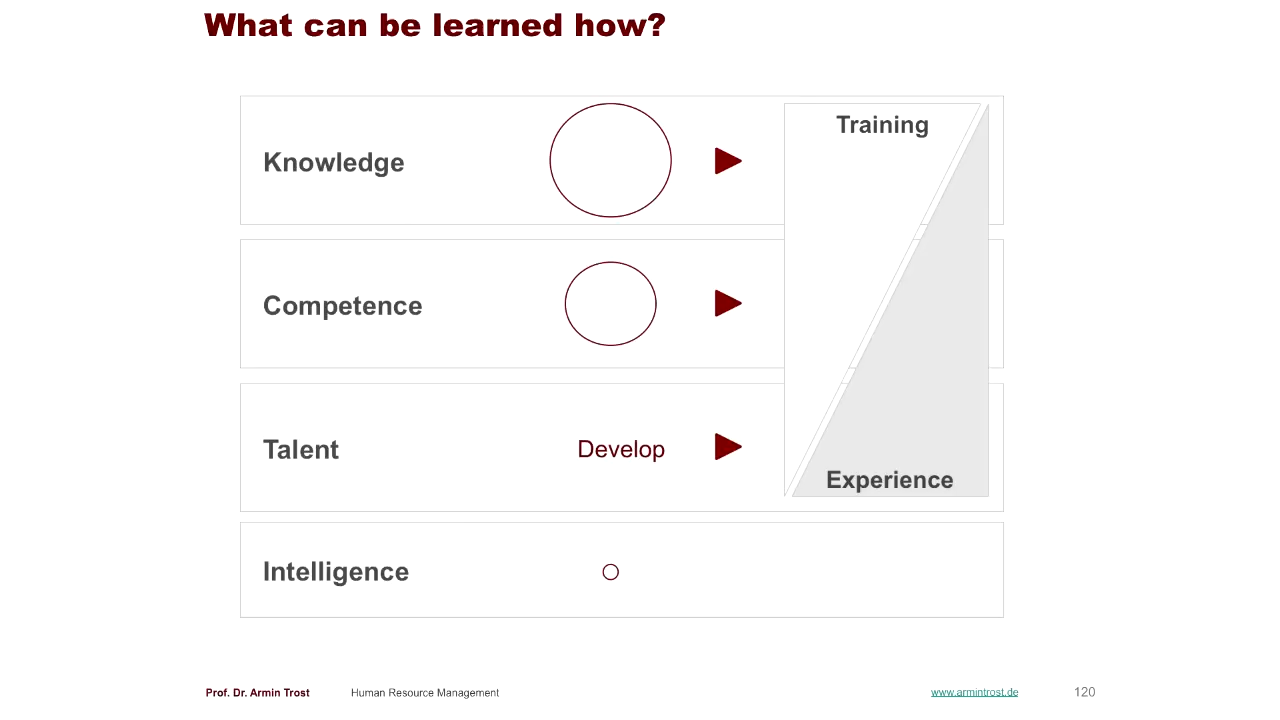 What can be learned how?
Training
Knowledge
Competence
Talent
Develop
Experience
Intelligence
Prof. Dr. Armin Trost Human Resource Management www.armintrost.de 120